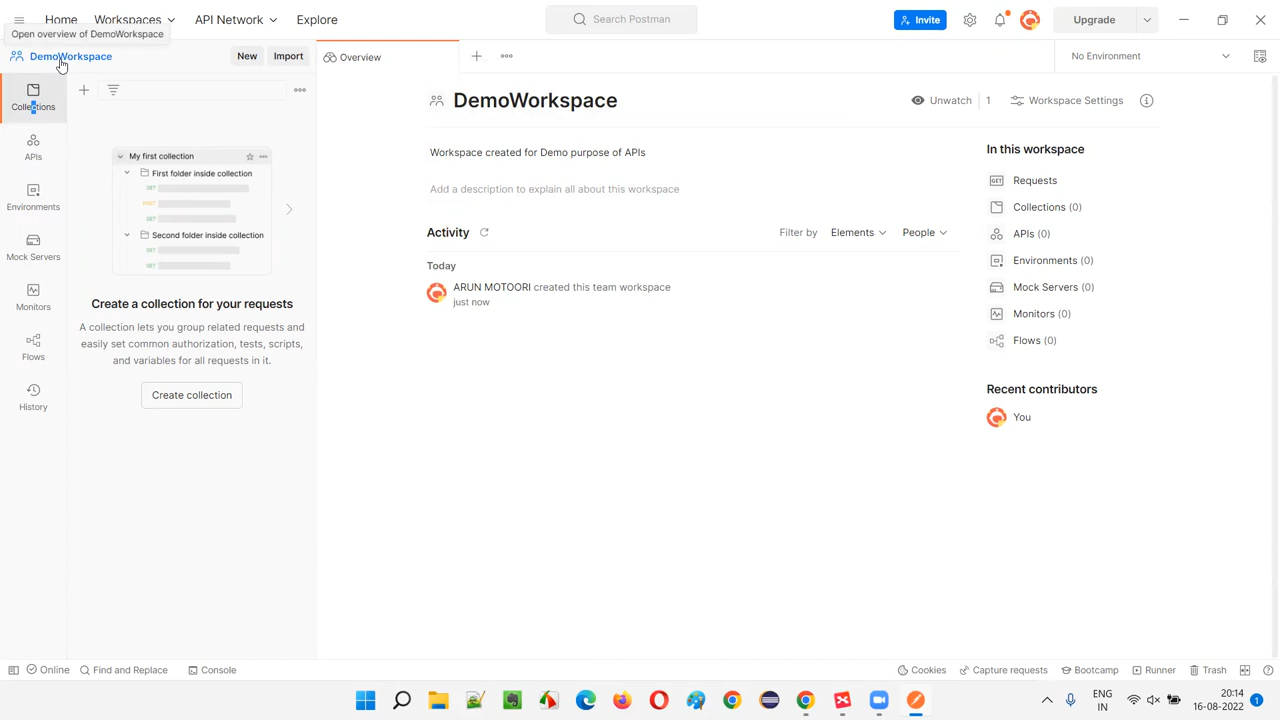 Home
Workspaces
API Network
Explore
Search Postman
Invite
Upgrade
Open overview of DemoWorkspace
DemoWorkspace
New
Import
Overview
No Environment
Collections
APIs
Environments
Mock Servers
Monitors
Flows
History
My first collection
First folder inside collection
GET
POST
GET
Second folder inside collection
GET
GET
Create a collection for your requests
A collection lets you group related requests and
easily set common authorization, tests, scripts,
and variables for all requests in it.
Create collection
DemoWorkspace
Unwatch
1
Workspace Settings
Workspace created for Demo purpose of APIs
Add a description to explain all about this workspace
Activity
Filter by
Elements
People
Today
ARUN MOTOORI created this team workspace
just now
In this workspace
GET
Requests
Collections (0)
APIs (0)
Environments (0)
Mock Servers (0)
Monitors (0)
Flows (0)
Recent contributors
You
Online
Find and Replace
Console
Cookies
Capture requests
Bootcamp
Runner
Trash
ENG
IN
20:14
16-08-2022
1